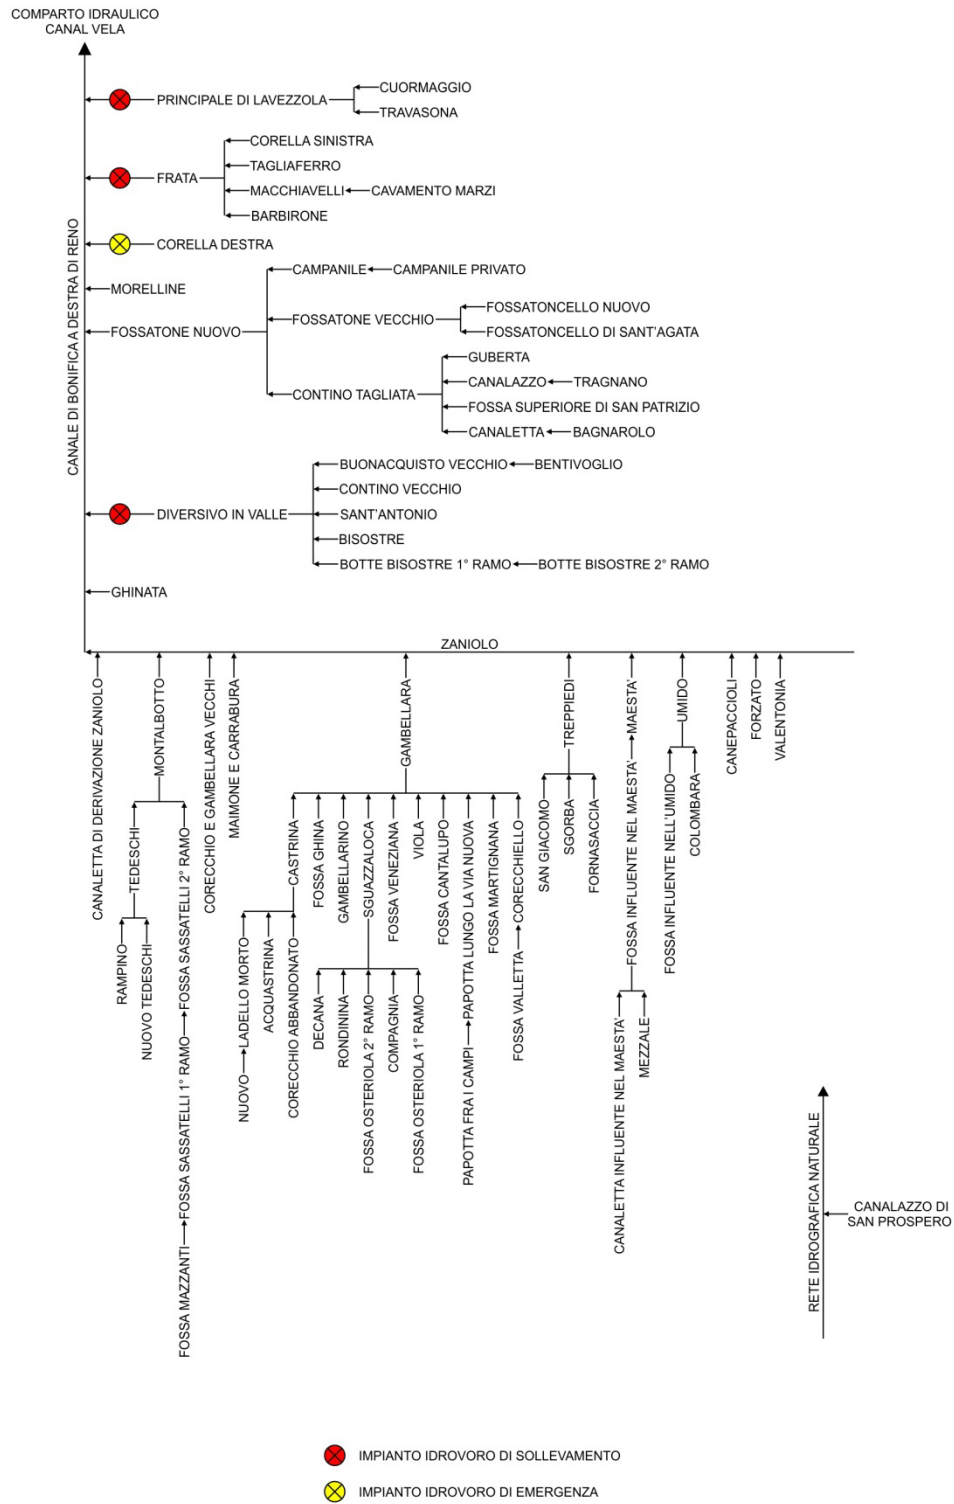 COMPARTO IDRAULICO
CANAL VELA
PRINCIPALE DI LAVEZZOLA
CUORMAGGIO
TRAVASONA
CORELLA SINISTRA
TAGLIAFERRO
FRATA
MACCHIAVELLI
CAVAMENTO MARZI
BARBIRONE
CORELLA DESTRA
CANALE DI BONIFICA A DESTRA DI RENO
MORELLINE
FOSSATONE NUOVO
CAMPANILE
CAMPANILE PRIVATO
FOSSATONE VECCHIO
FOSSATONCELLO NUOVO
FOSSATONCELLO DI SANT'AGATA
CONTINO TAGLIATA
GUBERTA
CANALAZZO
TRAGNANO
FOSSA SUPERIORE DI SAN PATRIZIO
CANALETTA
BAGNAROLO
DIVERSIVO IN VALLE
BUONACQUISTO VECCHIO
BENTIVOGLIO
CONTINO VECCHIO
SANT'ANTONIO
BISOSTRE
BOTTE BISOSTRE 1° RAMO
BOTTE BISOSTRE 2° RAMO
GHINATA
ZANIOLO
CANALETTA DI DERIVAZIONE ZANIOLO
MONTALBOTTO
TEDESCHI
RAMPINO
NUOVO TEDESCHI
FOSSA SASSATELLI 2° RAMO
FOSSA SASSATELLI 1° RAMO
FOSSA MAZZANTI
CORECCHIO E GAMBELLARA VECCHI
MAIMONE E CARRABURA
GAMBELLARA
CASTRINA
LADELLO MORTO
NUOVO
ACQUASTRINA
CORECCHIO ABBANDONATO
FOSSA GHINA
GAMBELLARINO
SGUAZZALOCA
DECANA
RONDININA
FOSSA OSTERIOLA 2° RAMO
COMPAGNIA
FOSSA OSTERIOLA 1° RAMO
FOSSA VENEZIANA
VIOLA
FOSSA CANTALUPO
PAPOTTA LUNGO LA VIA NUOVA
PAPOTTA FRA I CAMPI
FOSSA MARTIGNANA
CORECCHIELLO
FOSSA VALLETTA
TREPPIEDI
SAN GIACOMO
SGORBA
FORNASACCIA
MAESTA'
FOSSA INFLUENTE NEL MAESTA'
CANALETTA INFLUENTE NEL MAESTA'
MEZZALE
UMIDO
FOSSA INFLUENTE NELL'UMIDO
COLOMBARA
CANEPACCIOLI
FORZATO
VALENTONIA
RETE IDROGRAFICA NATURALE
CANALAZZO DI
SAN PROSPERO
IMPIANTO IDROVORO DI SOLLEVAMENTO
IMPIANTO IDROVORO DI EMERGENZA